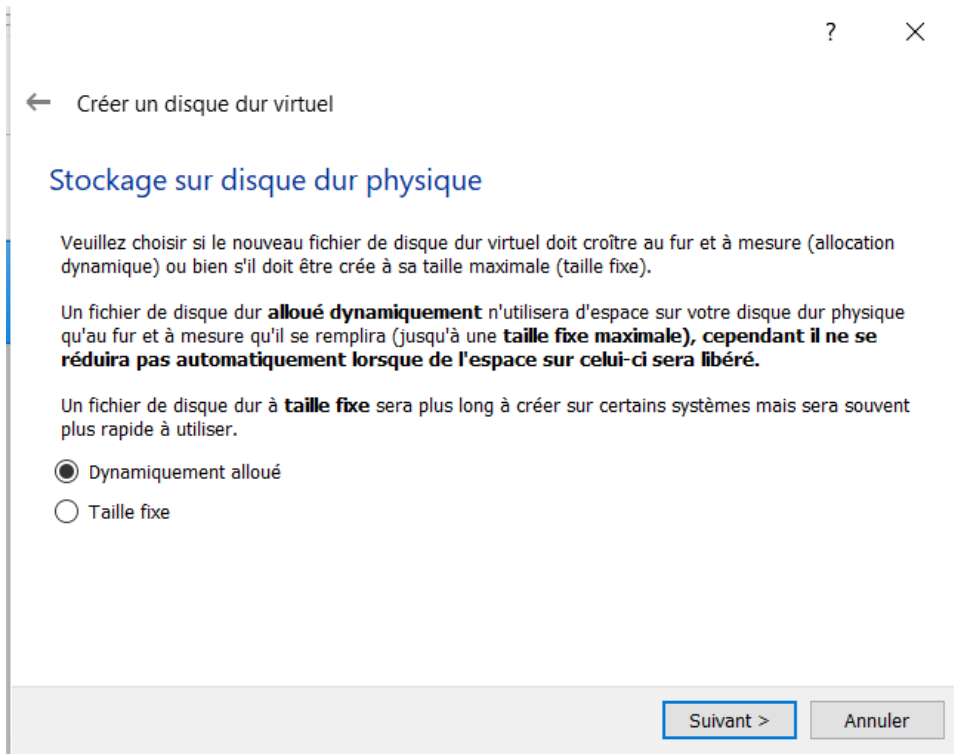 ?
Créer un disque dur virtuel
Stockage sur disque dur physique
Veuillez choisir si le nouveau fichier de disque dur virtuel doit croître au fur et à mesure (allocation
dynamique) ou bien s'il doit être crée à sa taille maximale (taille fixe).
Un fichier de disque dur alloué dynamiquement n'utilisera d'espace sur votre disque dur physique
qu'au fur et à mesure qu'il se remplira (jusqu'à une taille fixe maximale), cependant il ne se
réduira pas automatiquement lorsque de l'espace sur celui-ci sera libéré.
Un fichier de disque dur à taille fixe sera plus long à créer sur certains systèmes mais sera souvent
plus rapide à utiliser.
Dynamiquement alloué
Taille fixe
Suivant > Annuler